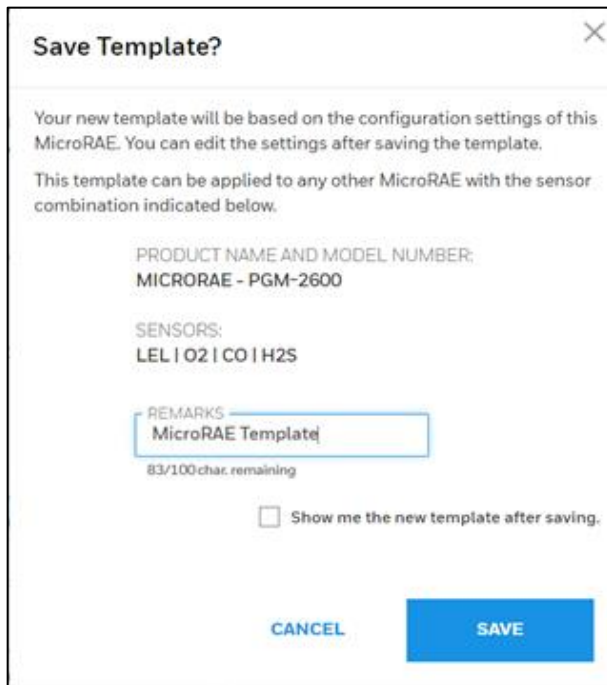 Save Template?
Your new template will be based on the configuration settings of this
MicroRAE. You can edit the settings after saving the template.
This template can be applied to any other MicroRAE with the sensor
combination indicated below.
PRODUCT NAME AND MODEL NUMBER:
MICRORAE - PGM-2600
SENSORS:
LEL | O2 | CO | H2S
REMARKS
MicroRAE Template
83/100 char. remaining
Show me the new template after saving.
CANCEL
SAVE